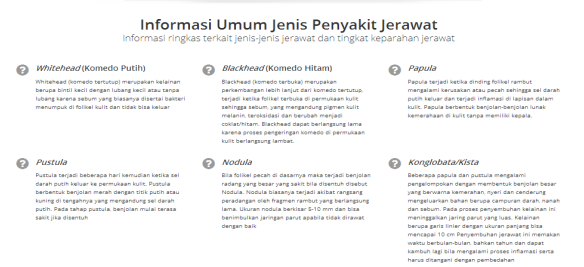 Informasi Umum Jenis Penyakit Jerawat
Informasi ringkas terkait jenis-jenis jerawat dan tingkat keparahan jerawat
Whitehead (Komedo Putih)
Whitehead (komedo tertutup) merupakan kelainan
berupa bintil kecil dengan lubang kecil atau tanpa
lubang karena sebum yang biasanya disertai bakteri
menumpuk di folikel kulit dan tidak bisa keluar
Blackhead (Komedo Hitam)
Blackhead (komedo terbuka) merupakan
perkembangan lebih lanjut dari komedo tertutup,
terjadi ketika folikel terbuka di permukaan kulit
sehingga sebum, yang mengandung pigmen kulit
melanin, teroksidasi dan berubah menjadi
coklat/hitam. Blackhead dapat berlangsung lama
karena proses pengeringan komedo di permukaan
kulit berlangsung lambat.
Papula
Papula terjadi ketika dinding folikel rambut
mengalami kerusakan atau pecah sehingga sel darah
putih keluar dan terjadi inflamasi di lapisan dalam
kulit. Papula berbentuk benjolan-benjolan lunak
kemerahan di kulit tanpa memiliki kepala.
Pustula
Pustula terjadi beberapa hari kemudian ketika sel
darah putih keluar ke permukaan kulit. Pustula
berbentuk benjolan merah dengan titik putih atau
kuning di tengahnya yang mengandung sel darah
putih. Pada tahap pustula, benjolan mulai terasa
sakit jika disentuh
Nodula
Bila folikel pecah di dasarnya maka terjadi benjolan
radang yang besar yang sakit bila disentuh disebut
Nodula. Nodula biasanya terjadi akibat rangsang
peradangan oleh fragmen rambut yang berlangsung
lama. Ukuran nodula berkisar 5-10 mm dan bisa
menimbulkan jaringan parut apabila tidak dirawat
dengan baik
Konglobata/Kista
Beberapa papula dan pustula mengalami
pengelompokan dengan membentuk benjolan besar
yang berwarna kemerahan, nyeri dan cenderung
mengeluarkan bahan berupa campuran darah, nanah
dan sebum. Pada proses penyembuhan kelainan ini
meninggalkan jaring parut yang luas. Kelainan
berupa garis linier dengan ukuran panjang bisa
mencapai 10 cm Penyembuhan jerawat ini memakan
waktu berbulan-bulan, bahkan tahun dan dapat
kambuh lagi bila mengalami proses inflamasi serta
harus ditangani dengan pembedahan